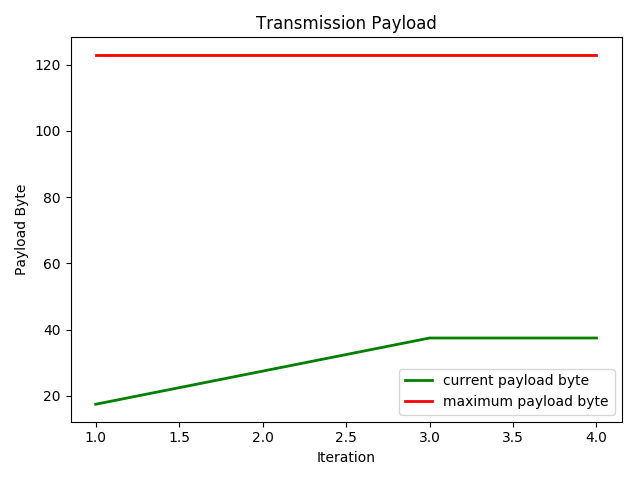 Transmission Payload
Payload Byte
120
100
80
60
40
20
current payload byte
maximum payload byte
1.0 1.5 2.0 2.5 3.0 3.5 4.0
Iteration